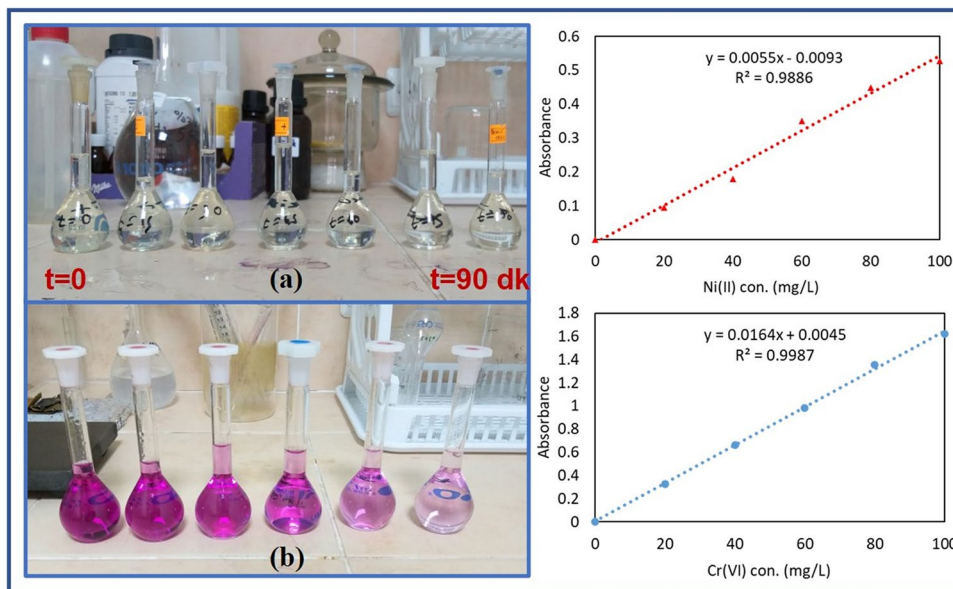 (a)
t=0
t=90 dk
(b)
Milka
y = 0.0055x - 0.0093
R² = 0.9886
Absorbance
0.6
0.5
0.4
0.3
0.2
0.1
0
0 20 40 60 80 100
Ni(II) con. (mg/L)
y = 0.0164x + 0.0045
R² = 0.9987
Absorbance
1.8
1.6
1.4
1.2
1
0.8
0.6
0.4
0.2
0
0 20 40 60 80 100
Cr(VI) con. (mg/L)